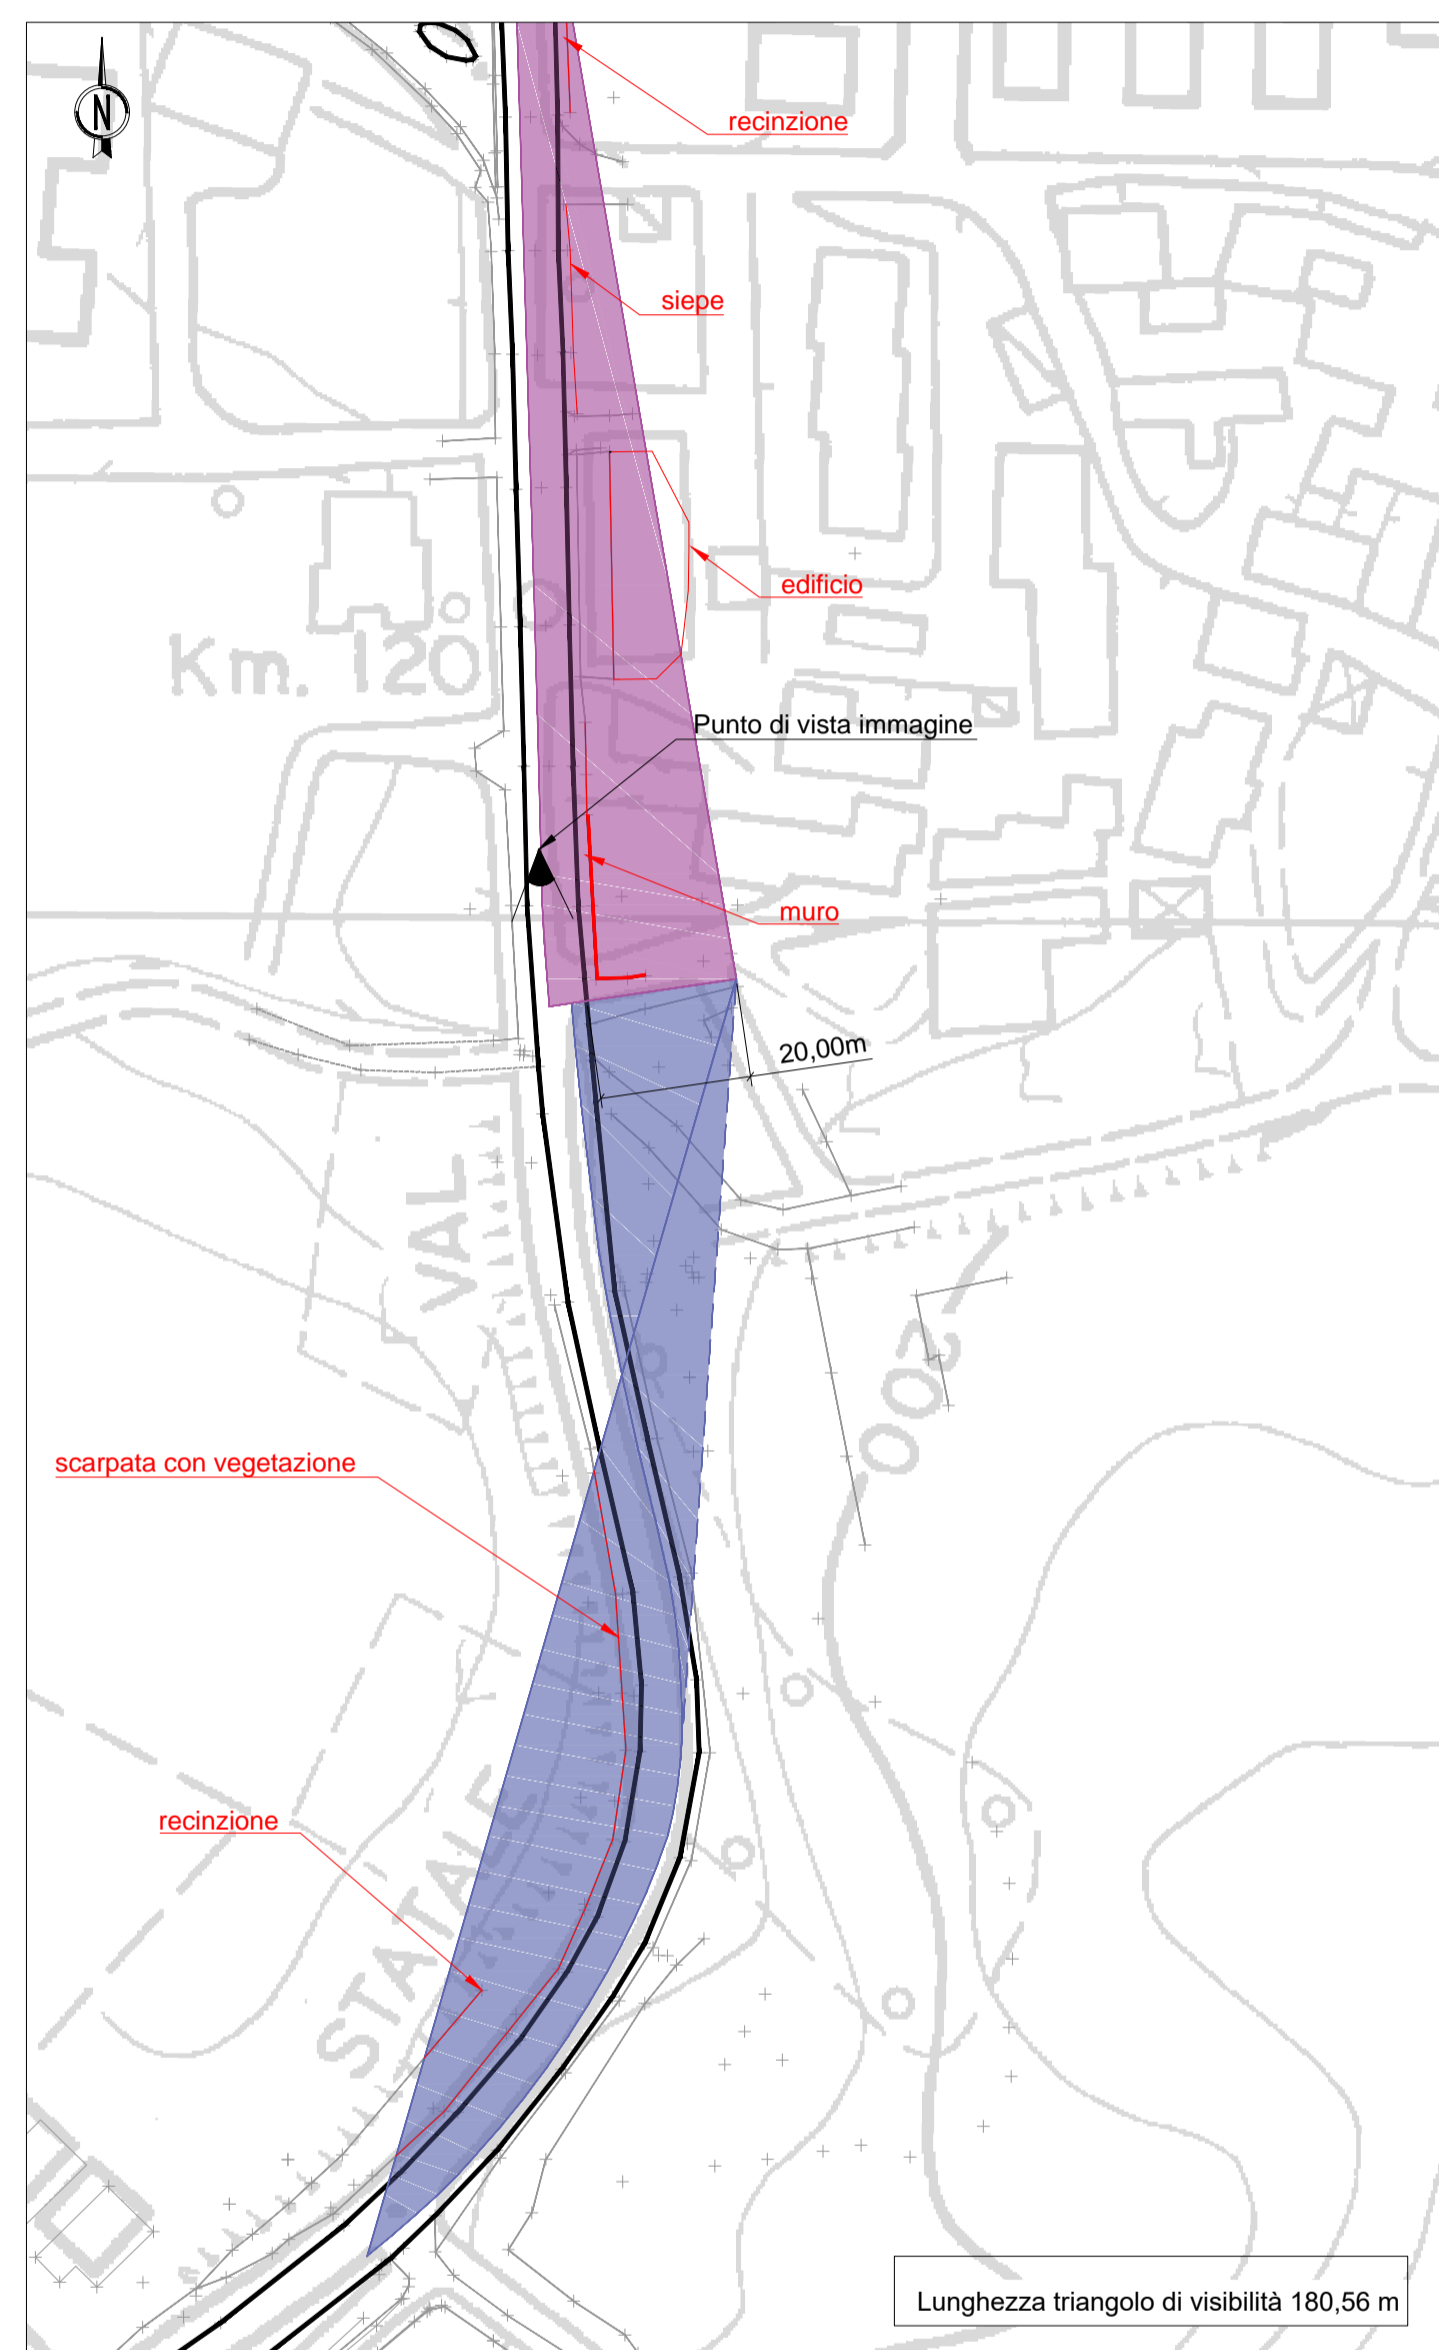 N
recinzione
siepe
edificio
Km. 120
Punto di vista immagine
muro
20,00m
VAL
200
scarpata con vegetazione
recinzione
STATALE
Lunghezza triangolo di visibilità 180,56 m